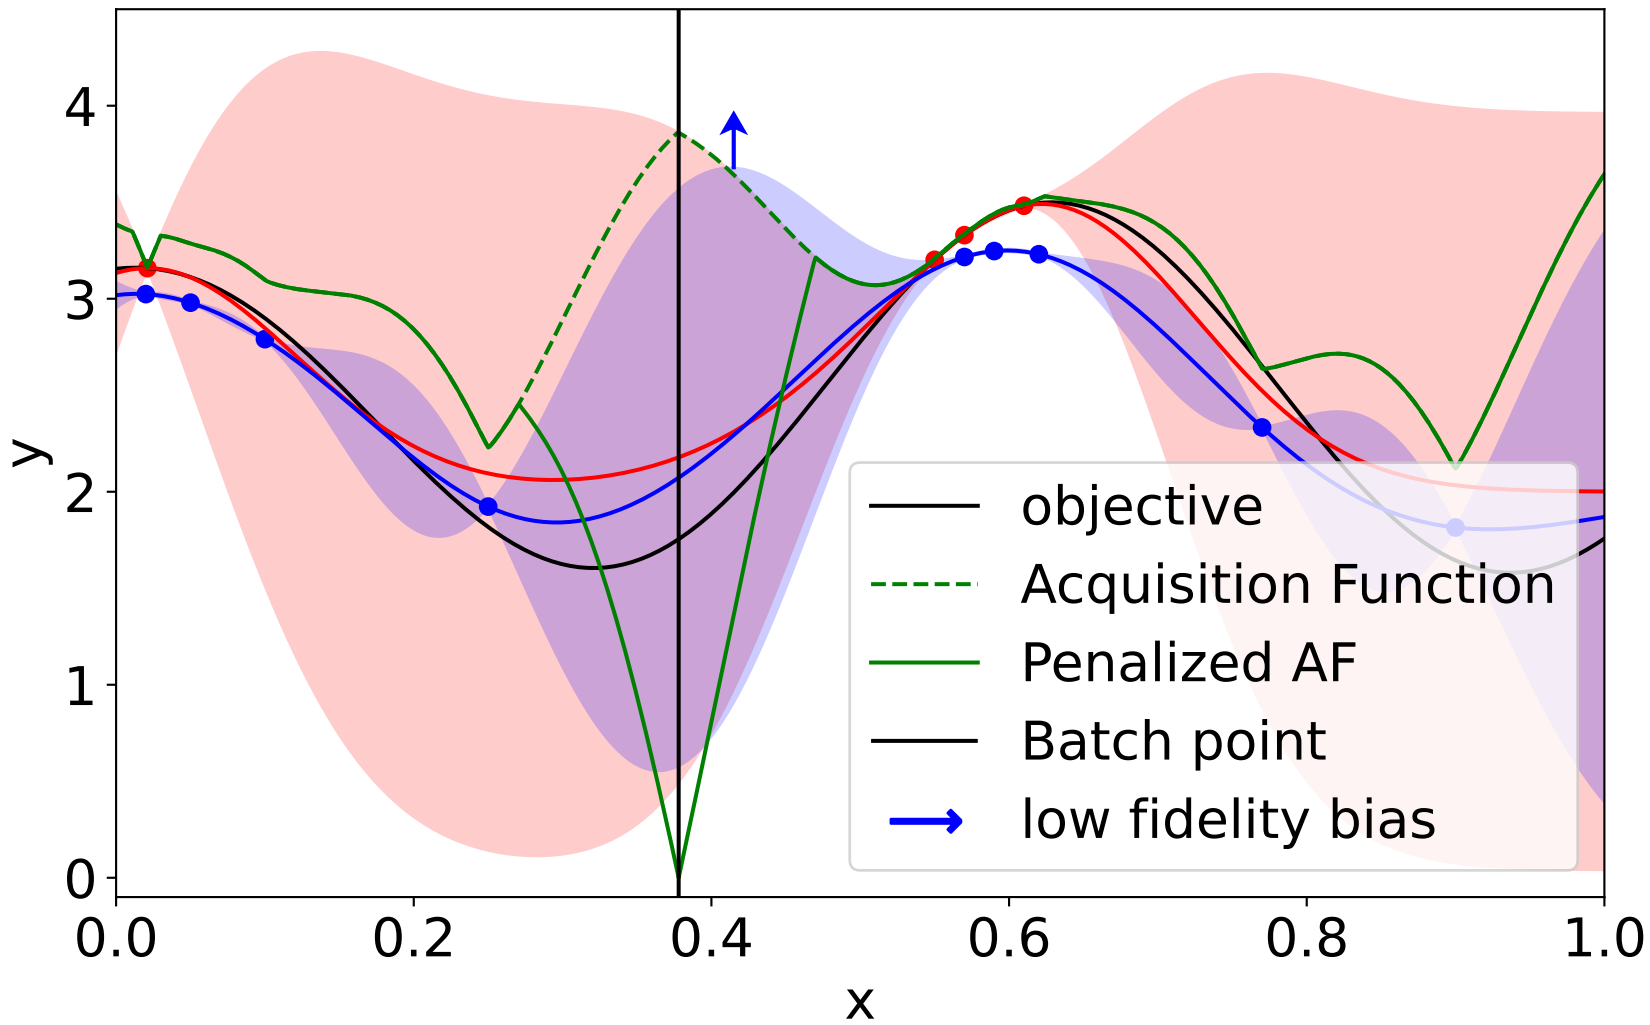 4
3
2
1
0
y
objective
Acquisition Function
Penalized AF
Batch point
low fidelity bias
0.0 0.2 0.4 0.6 0.8 1.0
x